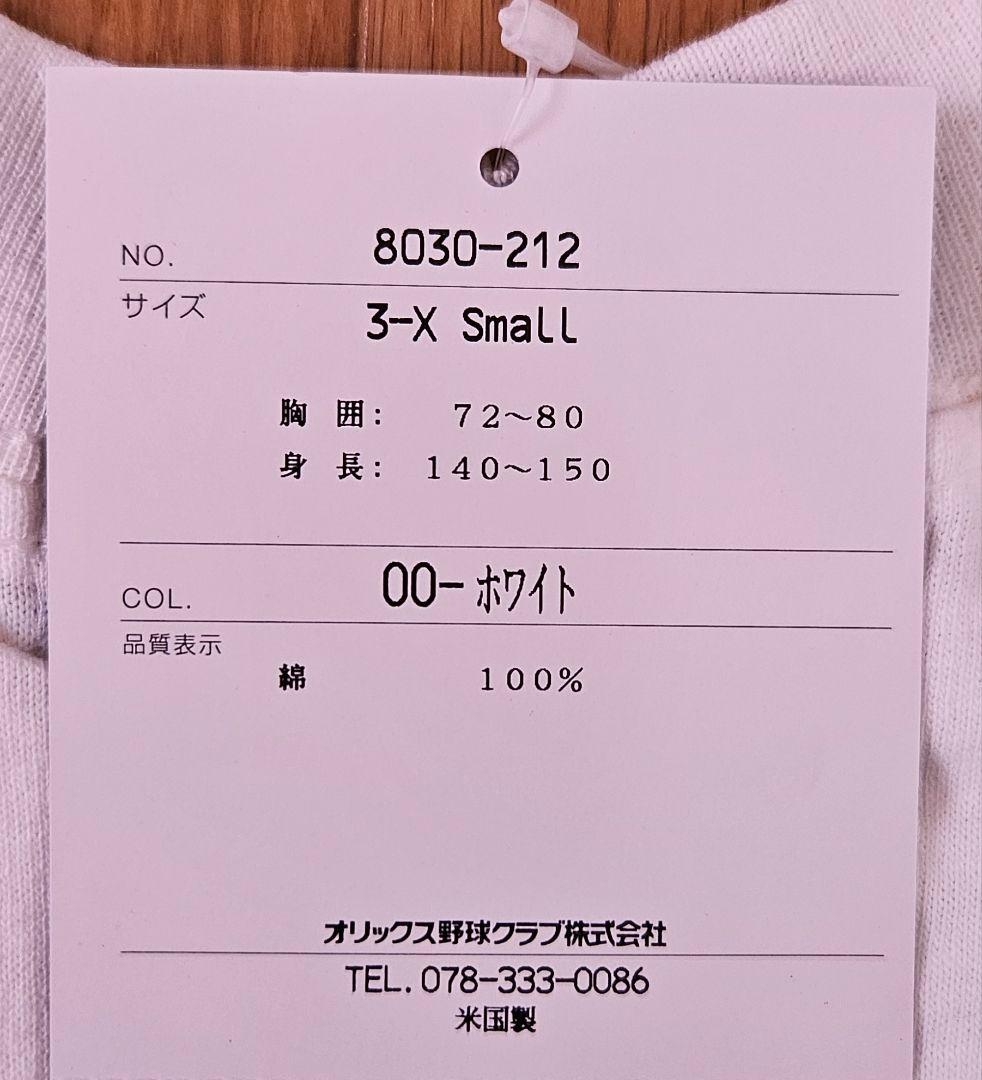 NO. 8030-212
サイズ 3-X Small
胸 囲: 72〜80
身 長: 140〜150
COL. 00-ホワイト
品質表示
綿 100%
オリックス野球クラブ株式会社
TEL. 078-333-0086
米国製